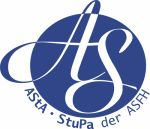 AS
AStA · StuPa der ASFH